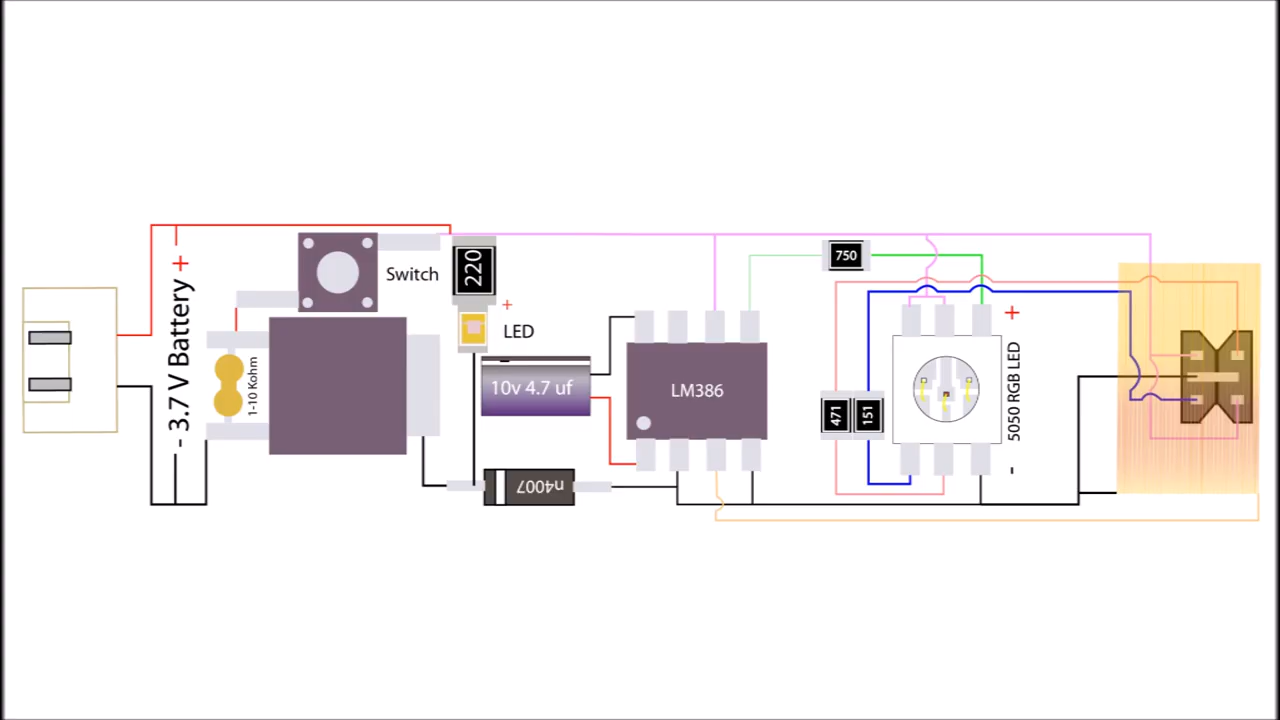 - 3.7 V Battery +
1-10 Kohm
Switch
220
+
LED
10v 4.7 uf
n4007
LM386
750
471
151
+
5050 RGB LED
-